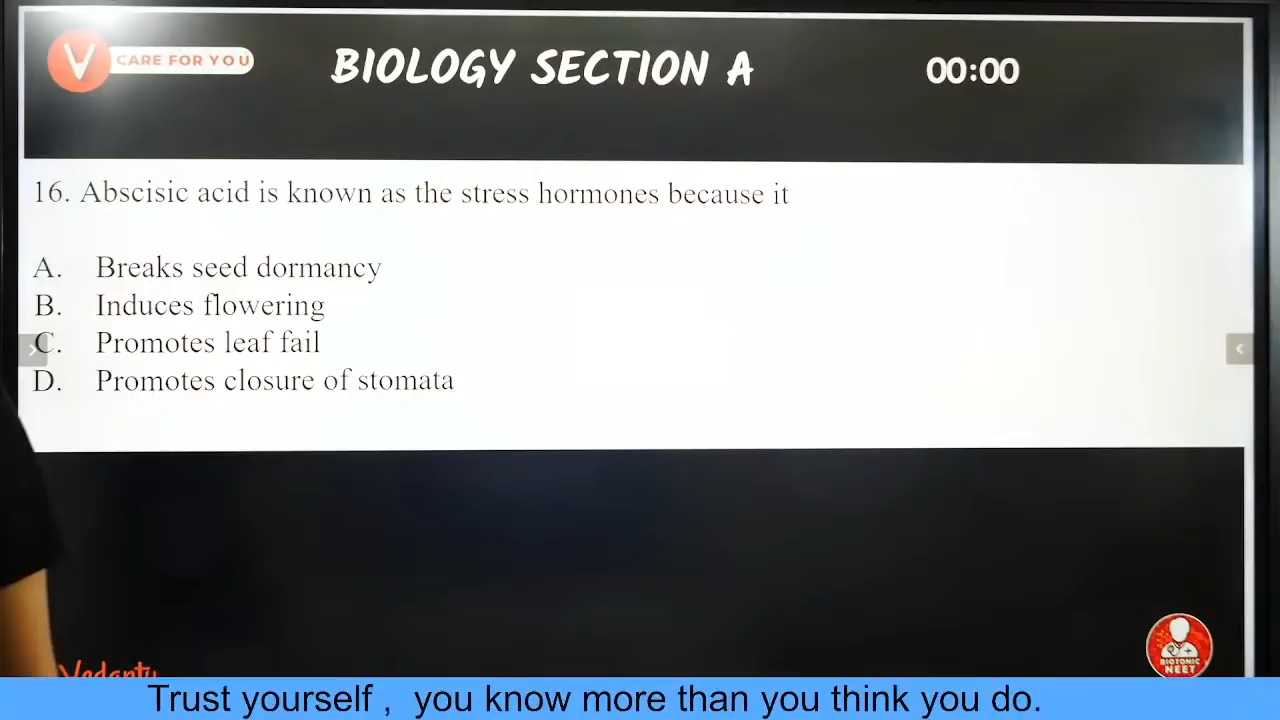 V CARE FOR YOU
BIOLOGY SECTION A
00:00
16. Abscisic acid is known as the stress hormones because it
A. Breaks seed dormancy
B. Induces flowering
C. Promotes leaf fail
D. Promotes closure of stomata
BIOTONIC
NEET
Trust yourself , you know more than you think you do.